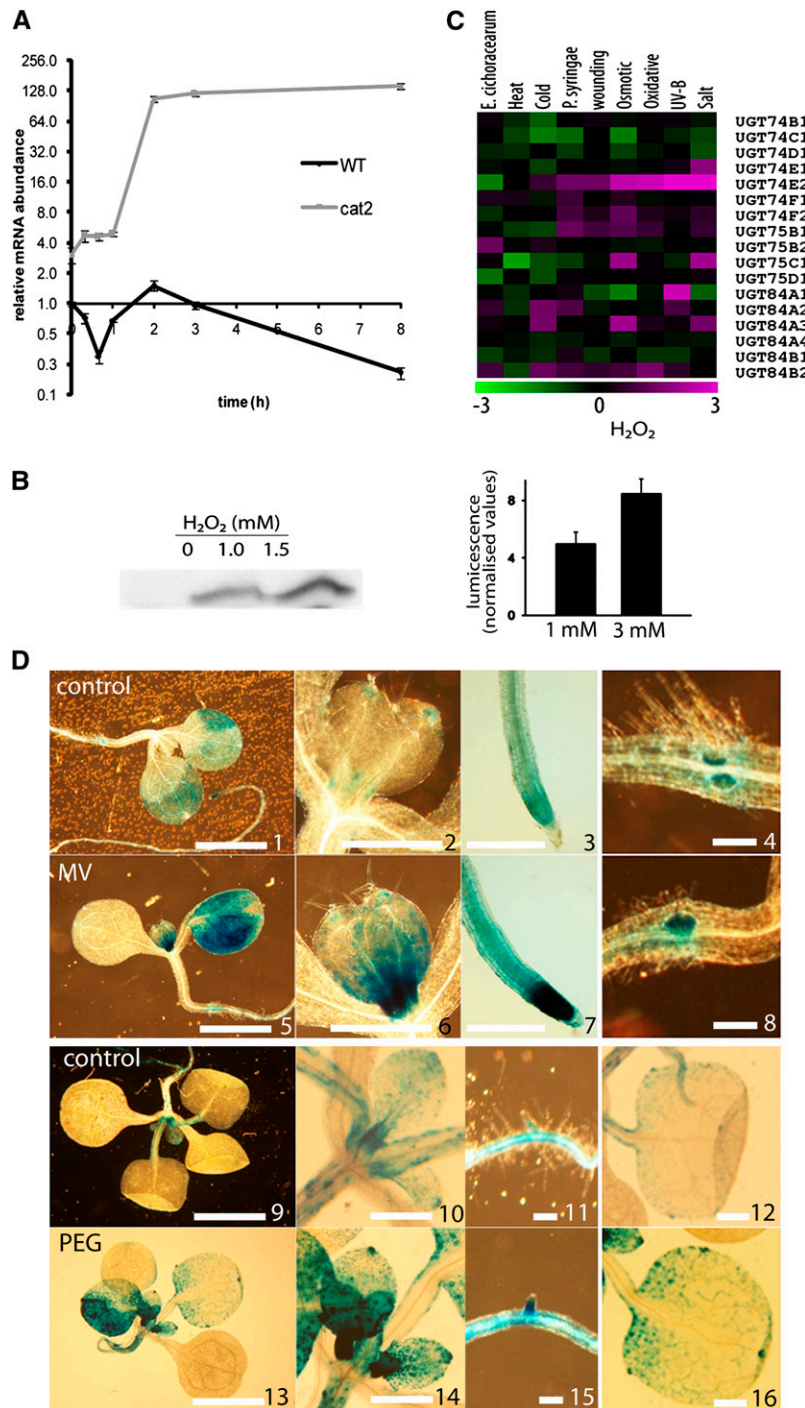 A
256.0
128.0
64.0
32.0
16.0
8.0
4.0
2.0
1.0
0.5
0.3
0.1
relative mRNA abundance
WT
cat2
0 1 2 3 4 5 6 7 8
time (h)
C
E. cichoracearum
Heat
Cold
P. syringae
wounding
Osmotic
Oxidative
UV-B
Salt
UGT74B1
UGT74C1
UGT74D1
UGT74E1
UGT74E2
UGT74F1
UGT74F2
UGT75B1
UGT75B2
UGT75C1
UGT75D1
UGT84A1
UGT84A2
UGT84A3
UGT84A4
UGT84B1
UGT84B2
-3 0 3
H₂O₂
B
H₂O₂ (mM)
0 1.0 1.5
lumicescence
(normalised values)
8
4
0
1 mM 3 mM
D
control
1 2 3 4
MV
5 6 7 8
control
9 10 11 12
PEG
13 14 15 16